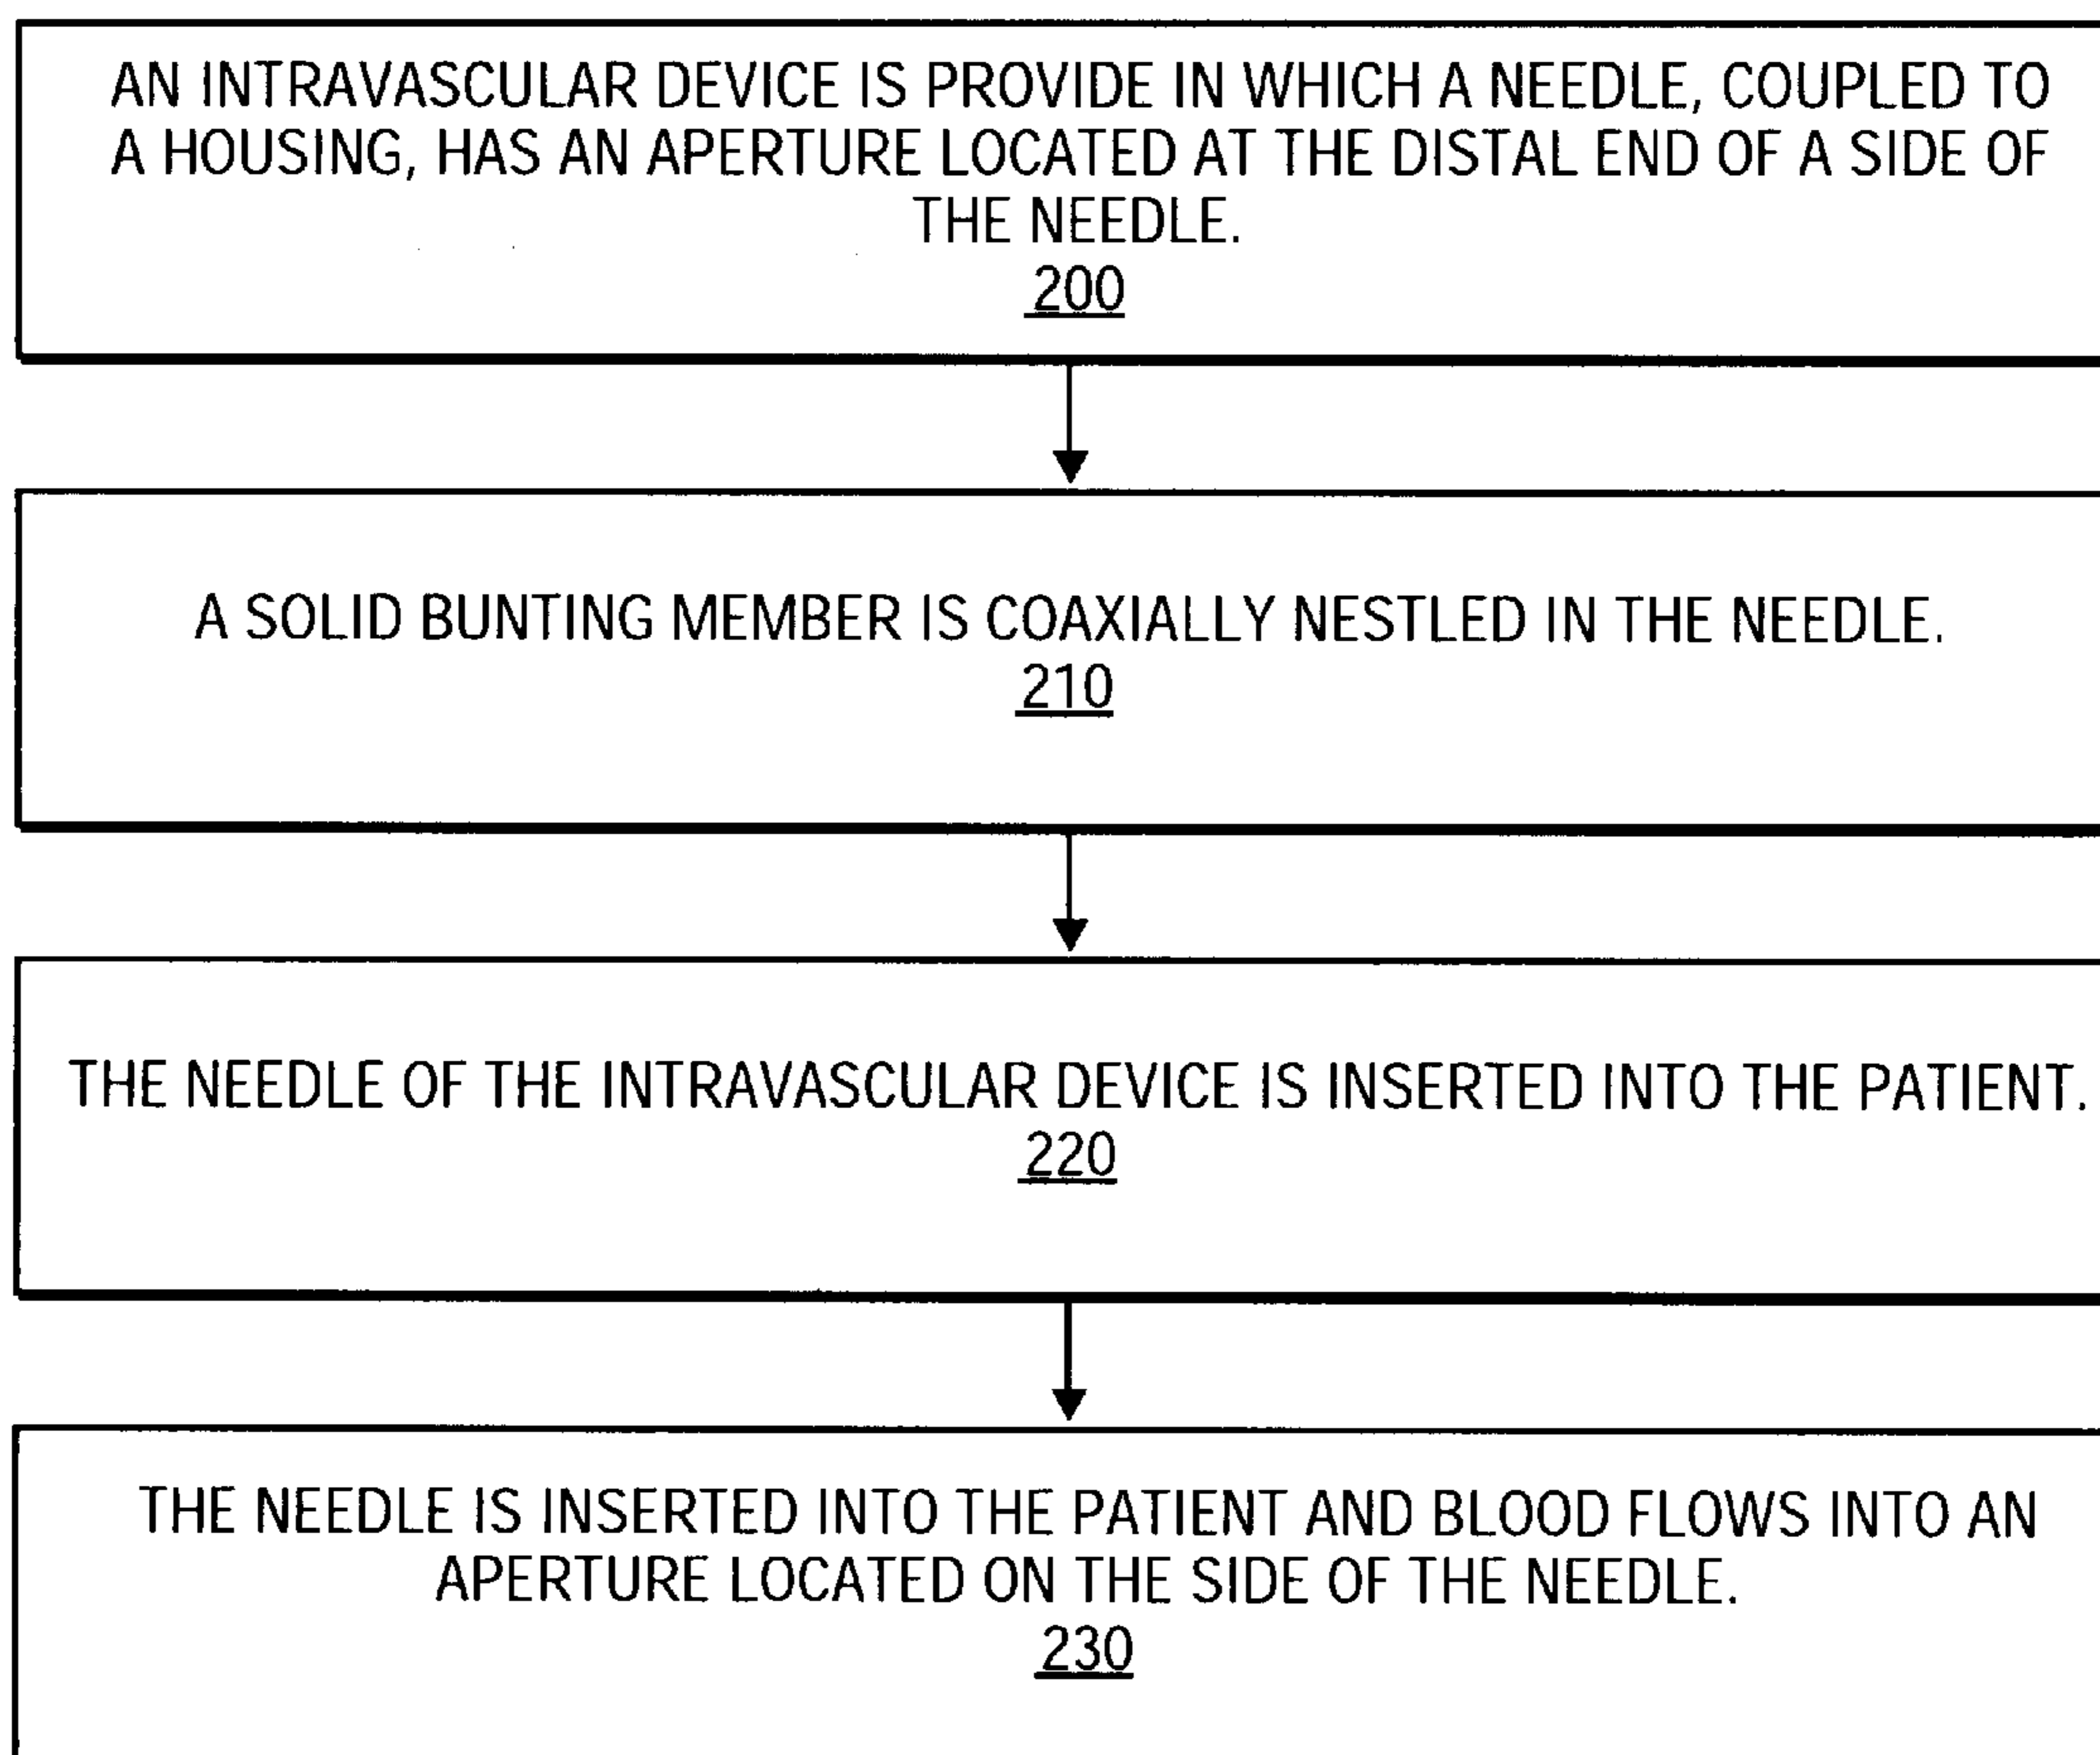 AN INTRAVASCULAR DEVICE IS PROVIDE IN WHICH A NEEDLE, COUPLED TO
A HOUSING, HAS AN APERTURE LOCATED AT THE DISTAL END OF A SIDE OF
THE NEEDLE.
200
A SOLID BUNTING MEMBER IS COAXIALLY NESTLED IN THE NEEDLE.
210
THE NEEDLE OF THE INTRAVASCULAR DEVICE IS INSERTED INTO THE PATIENT.
220
THE NEEDLE IS INSERTED INTO THE PATIENT AND BLOOD FLOWS INTO AN
APERTURE LOCATED ON THE SIDE OF THE NEEDLE.
230